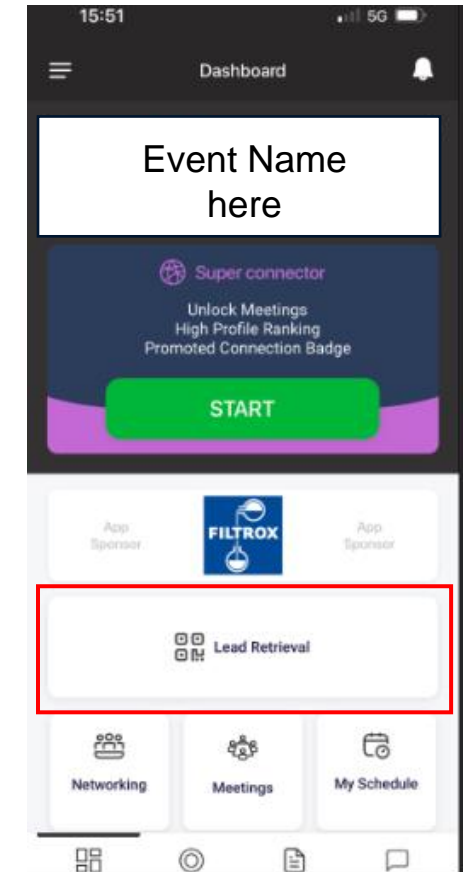 15:51
5G
Dashboard
Event Name
here
Super connector
Unlock Meetings
High Profile Ranking
Promoted Connection Badge
START
App
Sponsor
FILTROX
App
Sponsor
Lead Retrieval
Networking
Meetings
My Schedule